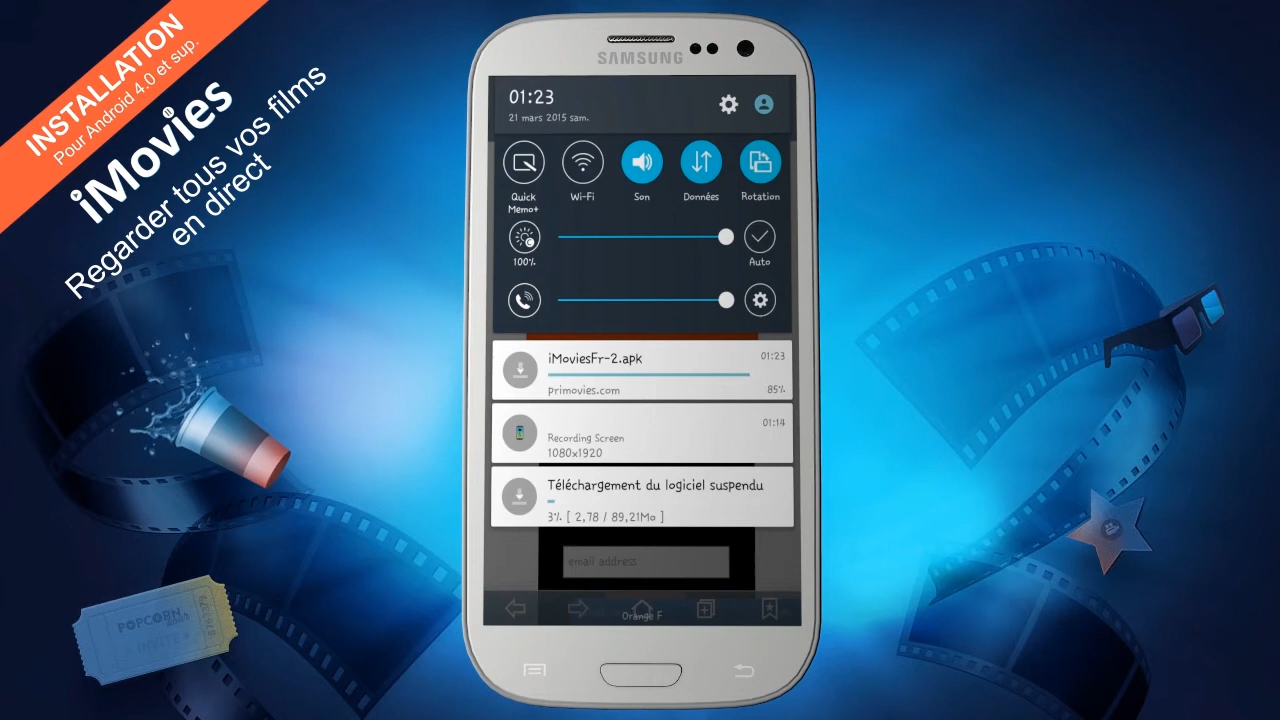 INSTALLATION
Pour Android 4.0 et sup.
iMovies
Regarder tous vos films
en direct
SAMSUNG
01:23
21 mars 2015 sam.
Quick
Memo+
Wi-Fi
Son
Données
Rotation
100%
Auto
iMoviesFr-2.apk
01:23
primovies.com
85%
01:14
Recording Screen
1080x1920
Téléchargement du logiciel suspendu
3% [ 2,78 / 89,21Mo ]
email address
Orange F
POPCORN
INVITE